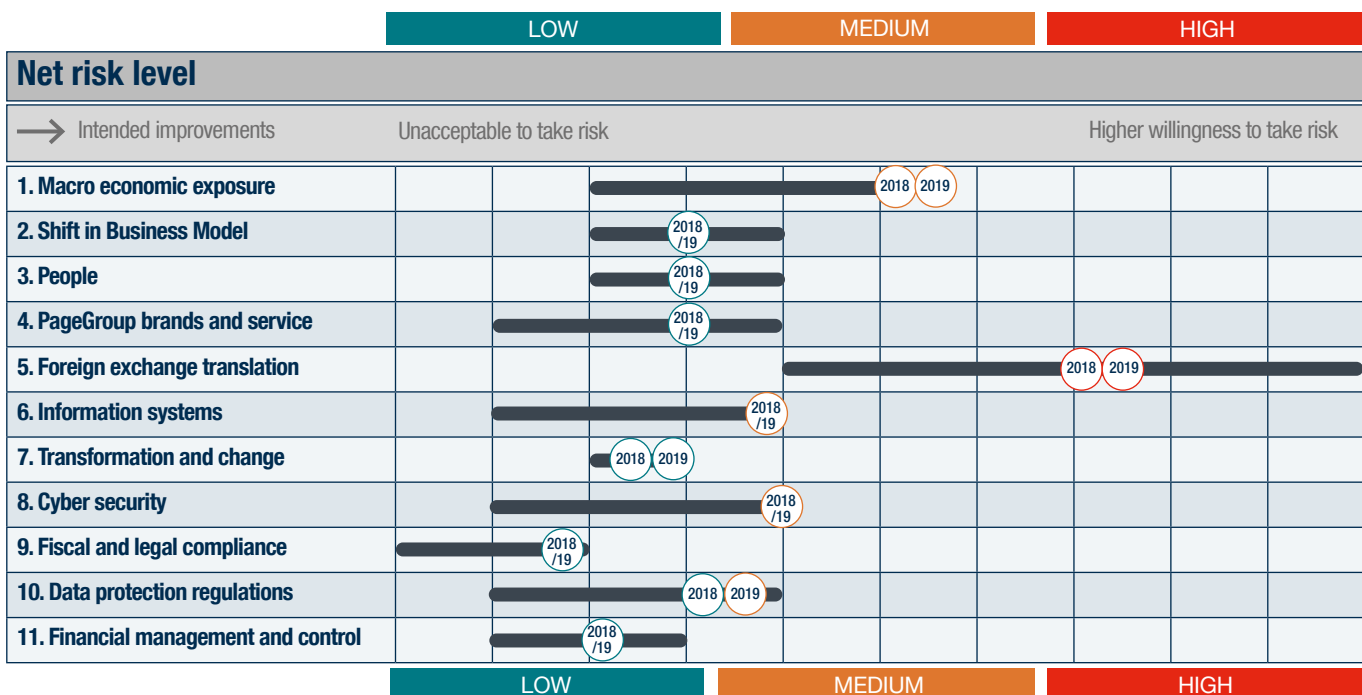 LOW MEDIUM HIGH
Net risk level
Intended improvements Unacceptable to take risk Higher willingness to take risk
1. Macro economic exposure 2018 2019
2. Shift in Business Model 2018
/19
3. People 2018
/19
4. PageGroup brands and service 2018
/19
5. Foreign exchange translation 2018 2019
6. Information systems 2018
/19
7. Transformation and change 2018 2019
8. Cyber security 2018
/19
9. Fiscal and legal compliance 2018
/19
10. Data protection regulations 2018 2019
11. Financial management and control 2018
/19
LOW MEDIUM HIGH